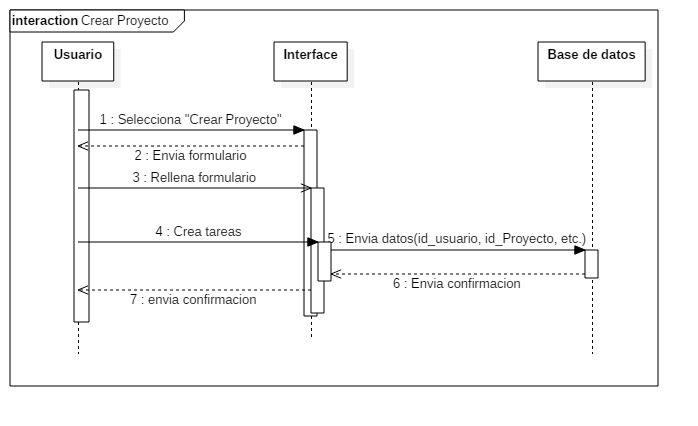 interaction Crear Proyecto
Usuario
Interface
Base de datos
1 : Selecciona "Crear Proyecto"
2 : Envia formulario
3 : Rellena formulario
4 : Crea tareas
5 : Envia datos(id_usuario, id_Proyecto, etc.)
6 : Envia confirmacion
7 : envia confirmacion